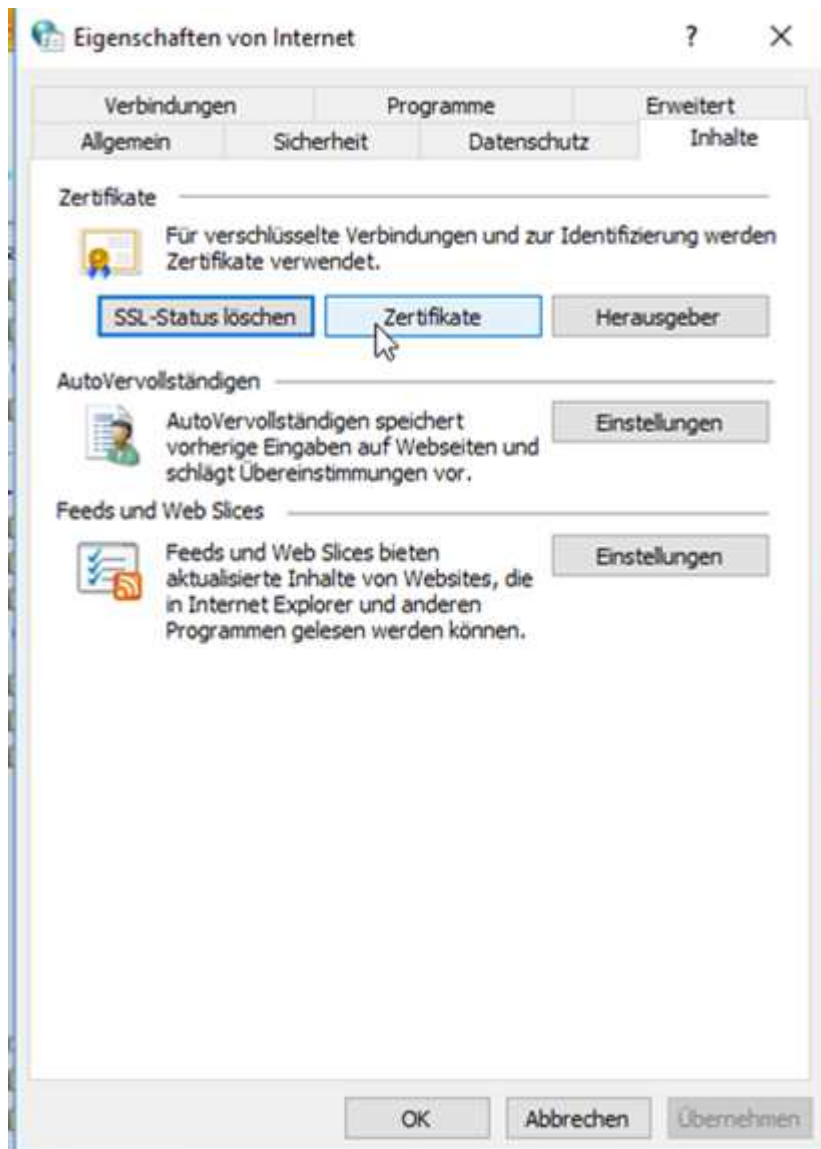 Eigenschaften von Internet ? ×
Verbindungen Programme Erweitert
Allgemein Sicherheit Datenschutz Inhalte
Zertifikate
Für verschlüsselte Verbindungen und zur Identifizierung werden
Zertifikate verwendet.
SSL-Status löschen Zertifikate Herausgeber
AutoVervollständigen
AutoVervollständigen speichert
vorherige Eingaben auf Webseiten und
schlägt Übereinstimmungen vor.
Einstellungen
Feeds und Web Slices
Feeds und Web Slices bieten
aktualisierte Inhalte von Websites, die
in Internet Explorer und anderen
Programmen gelesen werden können.
Einstellungen
OK Abbrechen Übernehmen